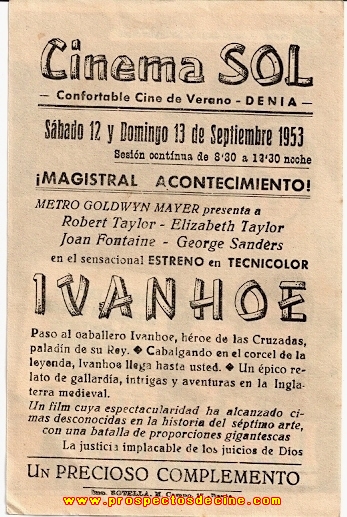 Cinema SOL
— Confortable Cine de Verano - DENIA —
Sábado 12 y Domingo 13 de Septiembre 1953
Sesión contínua de 8'30 a 13'30 noche
¡MAGISTRAL ACONTECIMIENTO!
METRO GOLDWYN MAYER presenta a
Robert Taylor - Elizabeth Taylor
Joan Fontaine - George Sanders
en el sensacional ESTRENO en TECNICOLOR
IVANHOE
Paso al caballero Ivanhoe, héroe de las Cruzadas,
paladín de su Rey. ◆ Cabalgando en el corcel de la
leyenda, Ivanhoe llega hasta usted. ◆ Un épico re-
lato de gallardía, intrigas y aventuras en la Ingla-
terra medieval.
Un film cuya espectacularidad ha alcanzado ci-
mas desconocidas en la historia del séptimo arte,
con una batalla de proporciones gigantescas
La justicia implacable de los juicios de Dios
UN PRECIOSO COMPLEMENTO
BOTELLA, M.
www.prospectosdecine.com